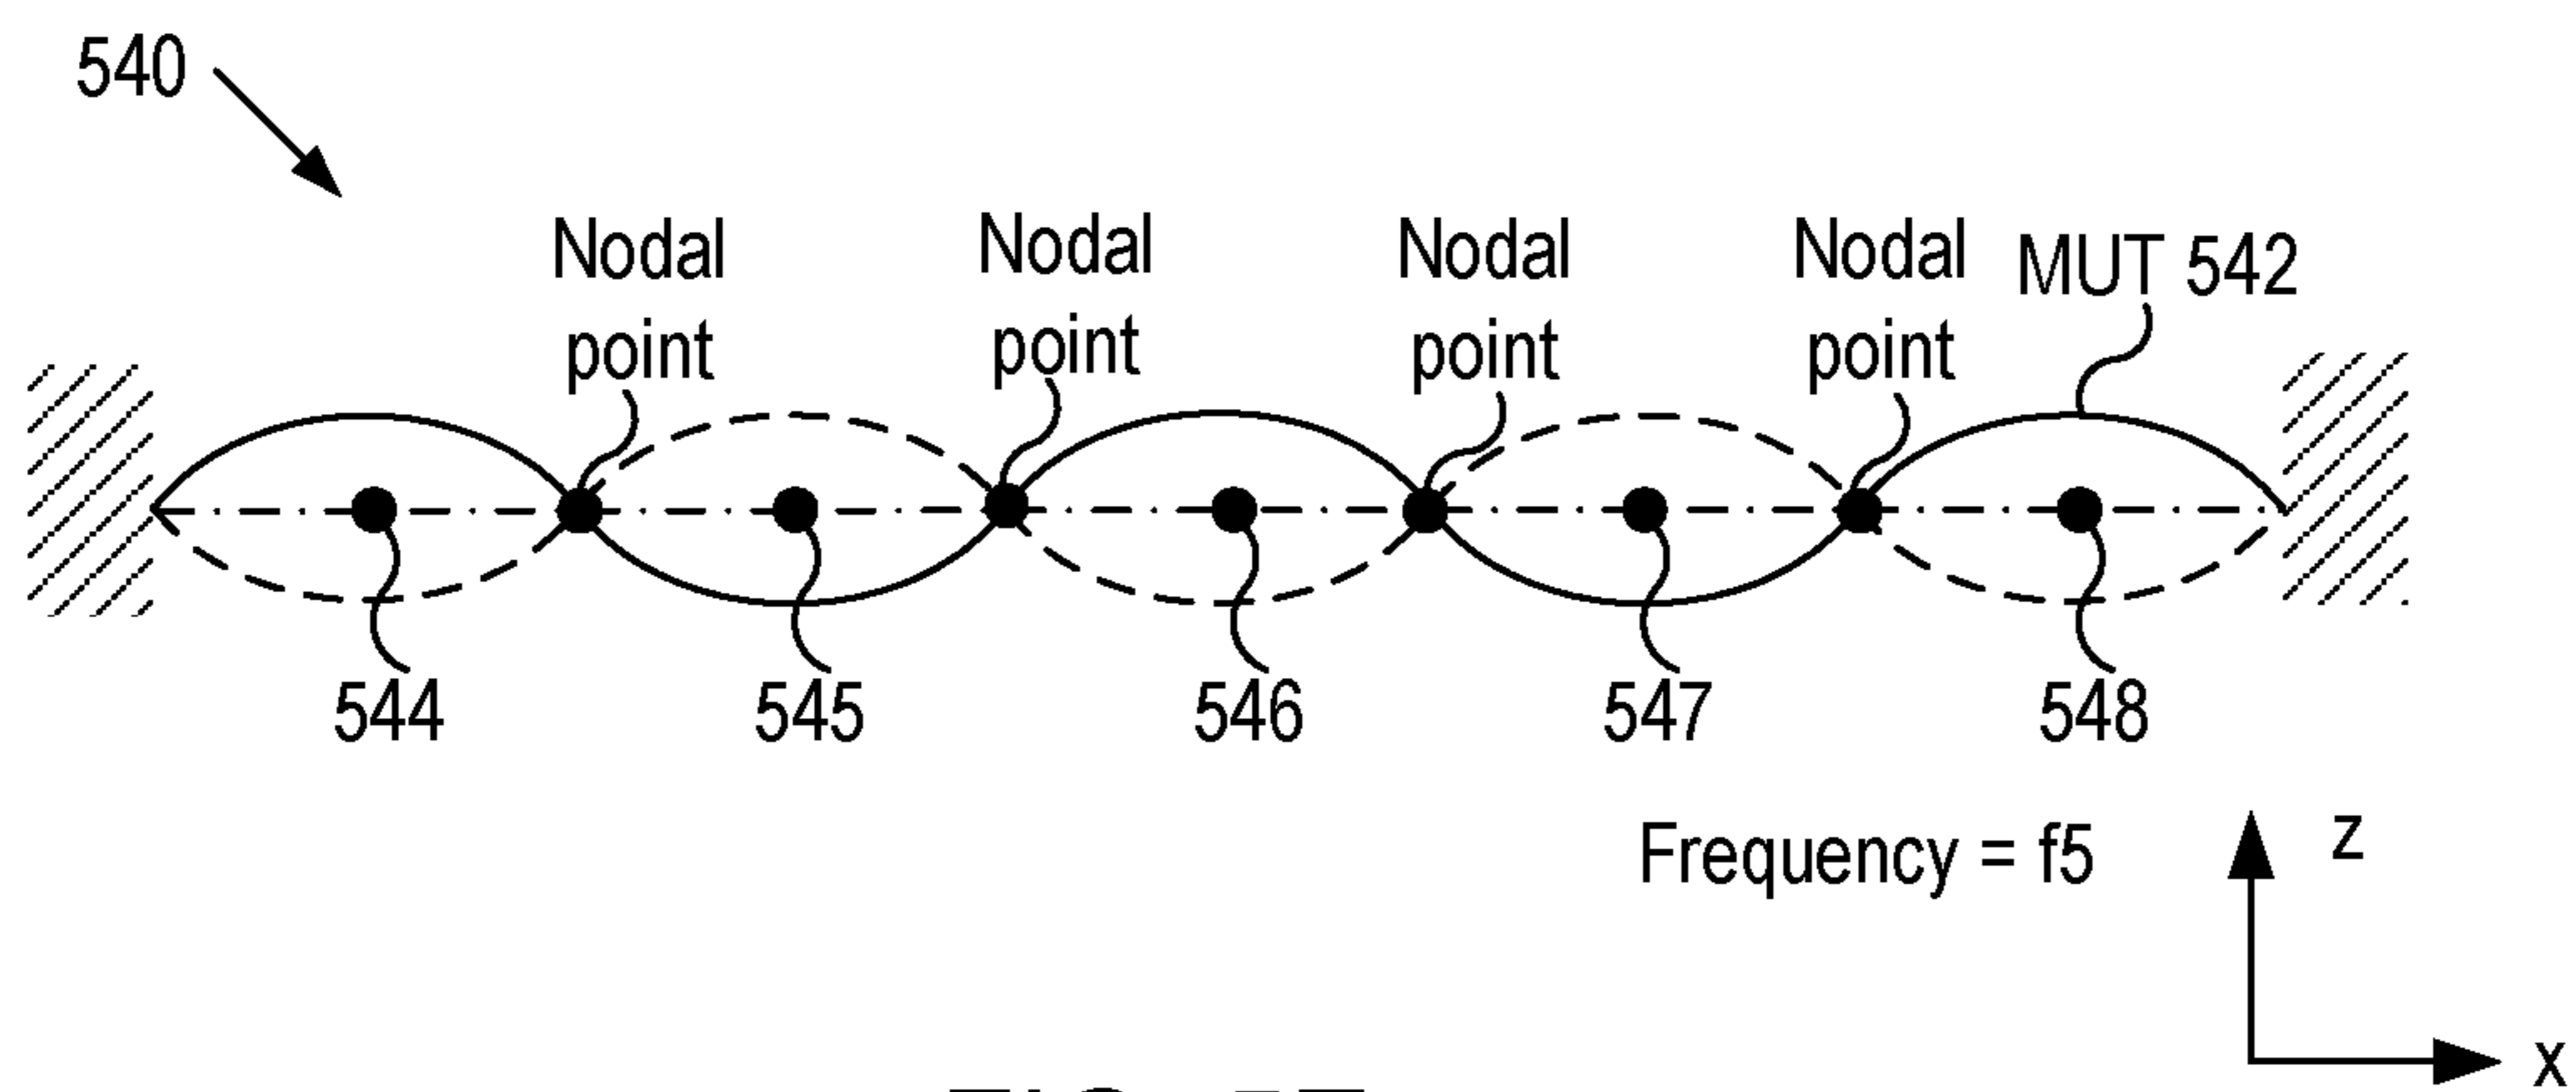 540
Nodal
point
Nodal
point
Nodal
point
Nodal
point
MUT 542
544
545
546
547
548
Frequency = f5
z
x